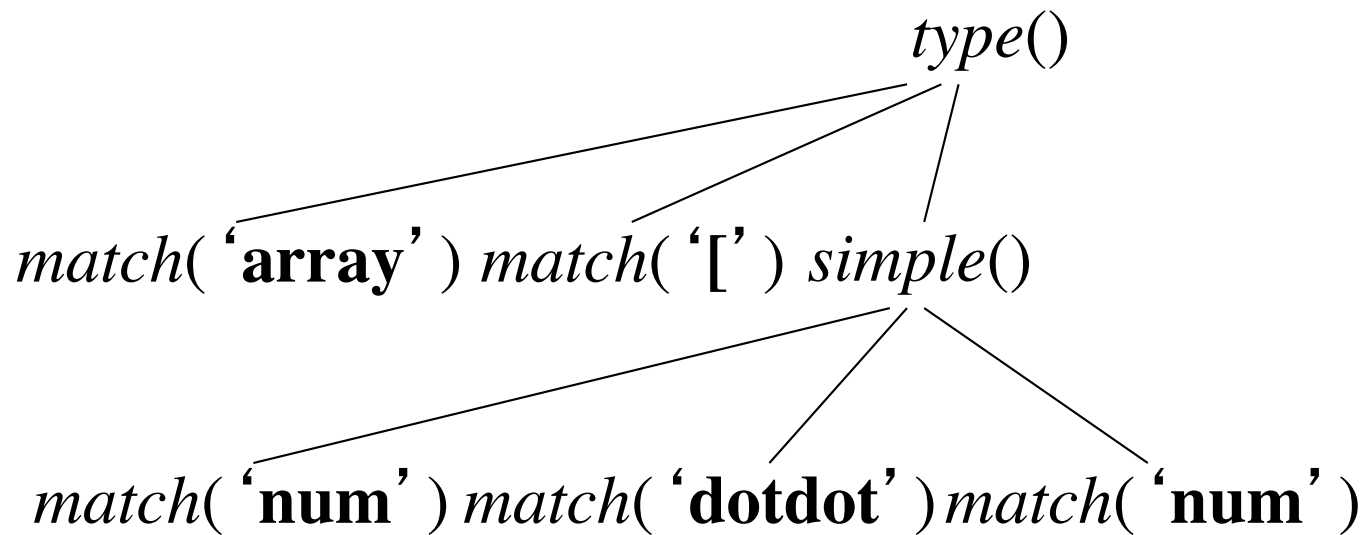 type()
match(‘array’) match(‘[’) simple()
match(‘num’) match(‘dotdot’) match(‘num’)